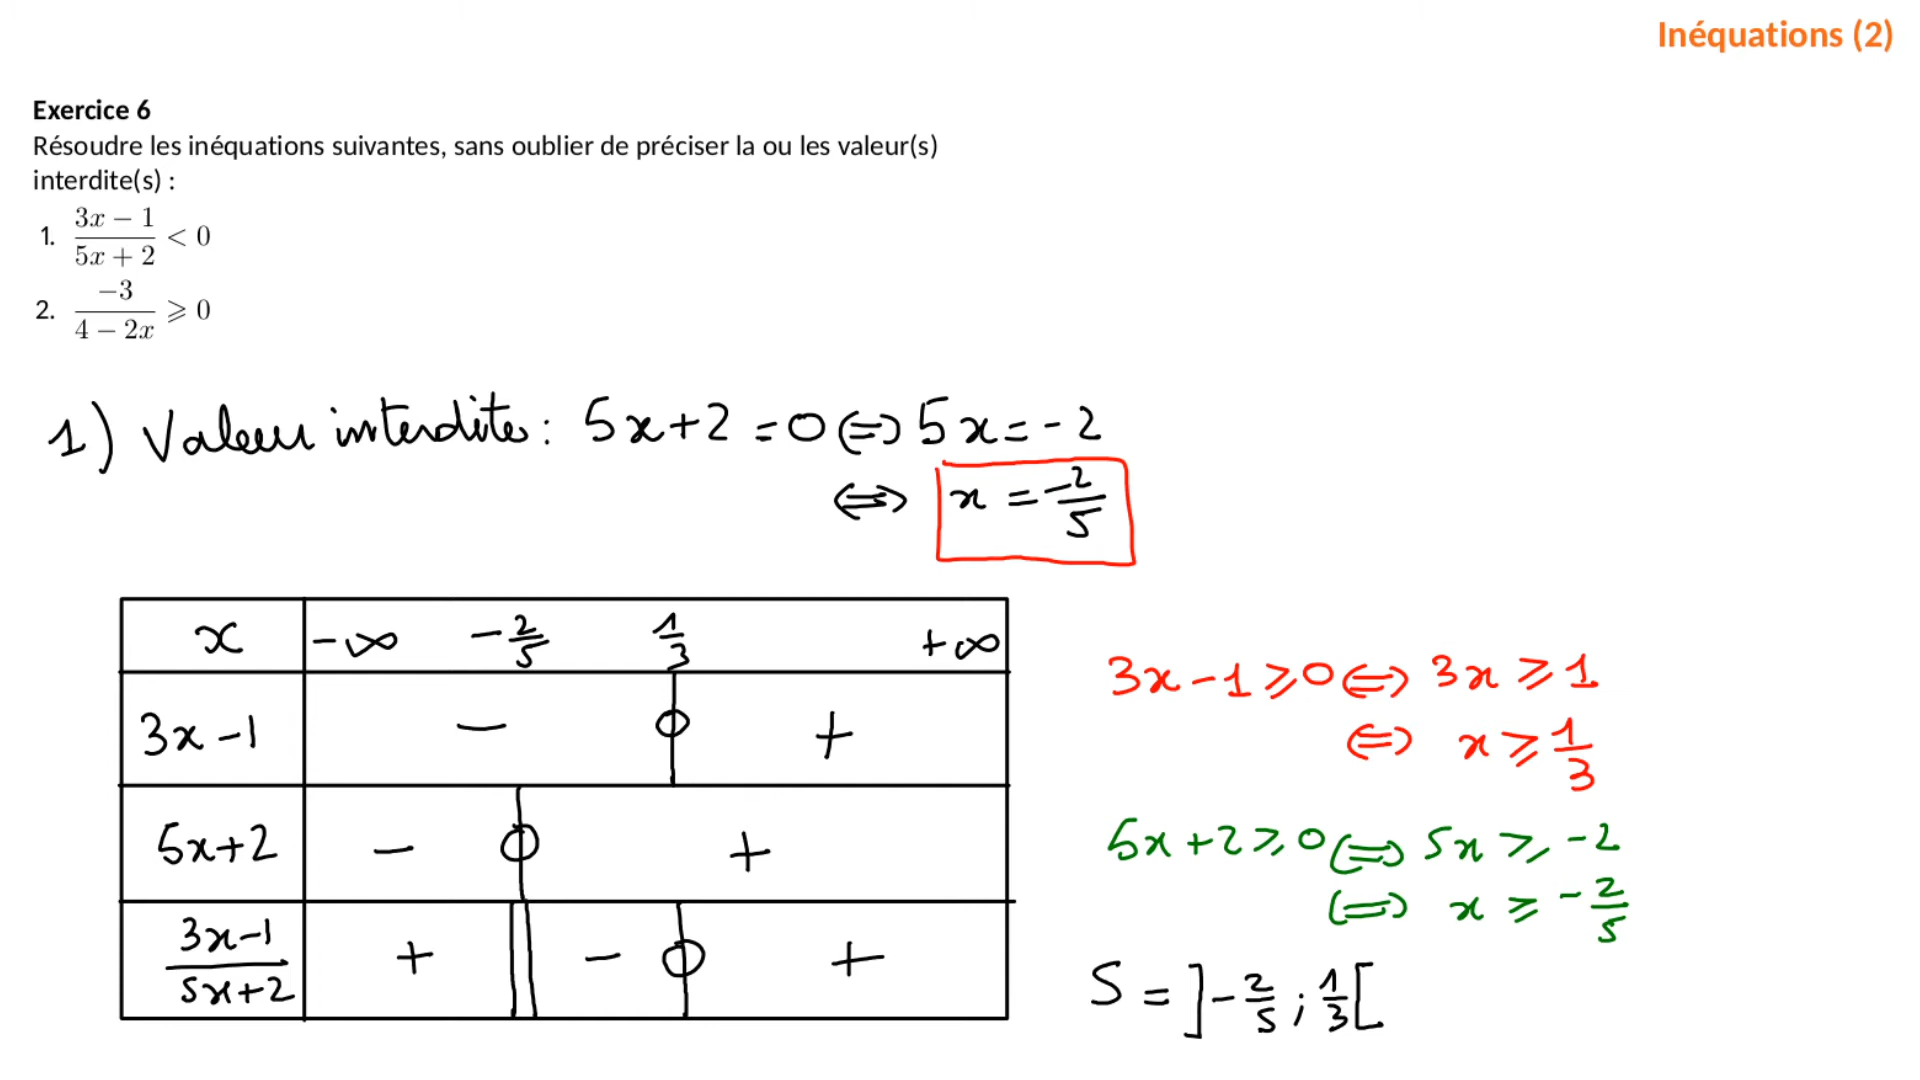 Inéquations (2)
Exercice 6
Résoudre les inéquations suivantes, sans oublier de préciser la ou les valeur(s)
interdite(s) :
1. (3x − 1)/(5x + 2) < 0
2. −3/(4 − 2x) ⩾ 0
1) Valeur interdite : 5x+2 = 0 ⇔ 5x = -2
⇔ x = -2/5
x -∞ -2/5 1/3 +∞
3x-1 - 0 +
5x+2 - 0 +
(3x-1)/(5x+2) + || - 0 +
3x-1 ⩾ 0 ⇔ 3x ⩾ 1
⇔ x ⩾ 1/3
5x+2 ⩾ 0 ⇔ 5x ⩾ -2
⇔ x ⩾ -2/5
S = ]-2/5 ; 1/3[